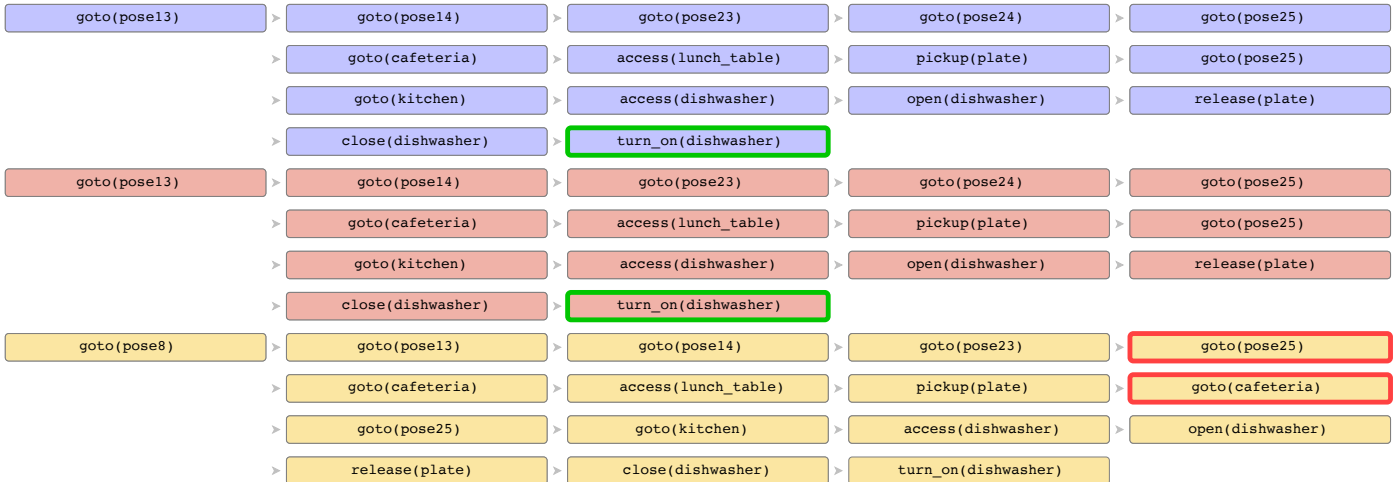 goto(pose13) goto(pose14) goto(pose23) goto(pose24) goto(pose25)
goto(cafeteria) access(lunch_table) pickup(plate) goto(pose25)
goto(kitchen) access(dishwasher) open(dishwasher) release(plate)
close(dishwasher) turn_on(dishwasher)
goto(pose13) goto(pose14) goto(pose23) goto(pose24) goto(pose25)
goto(cafeteria) access(lunch_table) pickup(plate) goto(pose25)
goto(kitchen) access(dishwasher) open(dishwasher) release(plate)
close(dishwasher) turn_on(dishwasher)
goto(pose8) goto(pose13) goto(pose14) goto(pose23) goto(pose25)
goto(cafeteria) access(lunch_table) pickup(plate) goto(cafeteria)
goto(pose25) goto(kitchen) access(dishwasher) open(dishwasher)
release(plate) close(dishwasher) turn_on(dishwasher)